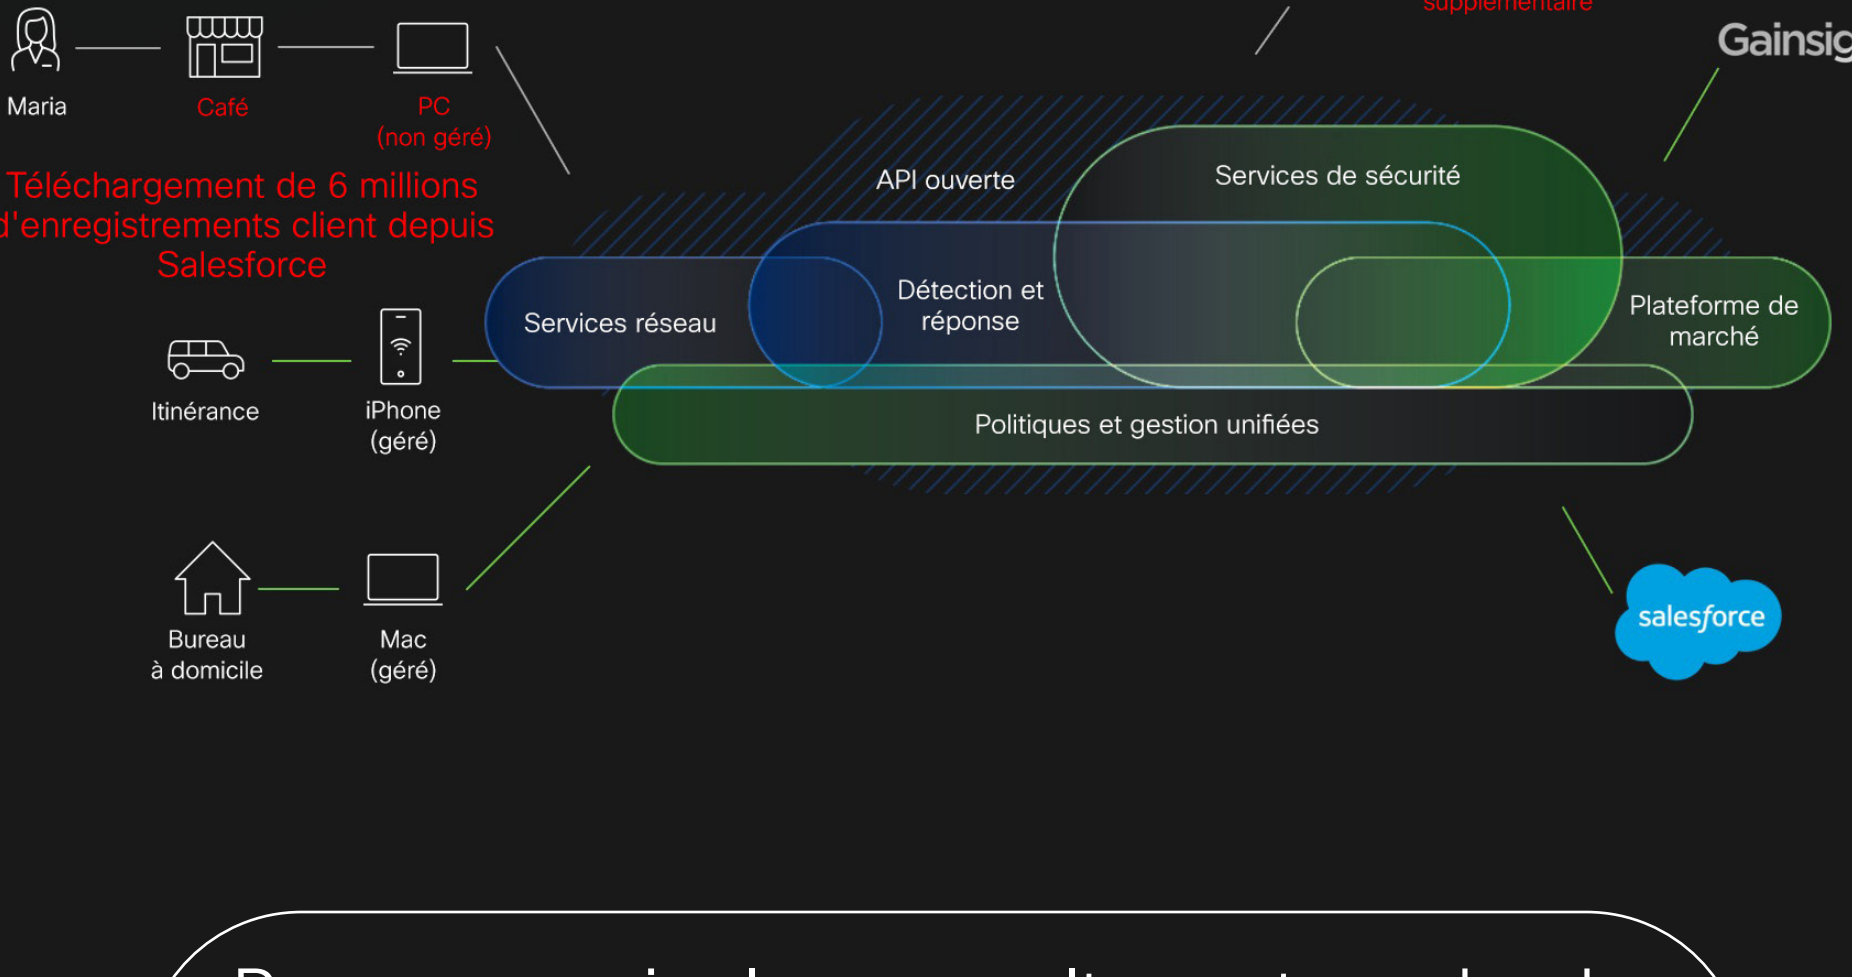 supplémentaire
Maria
Café
PC
(non géré)
Téléchargement de 6 millions
d'enregistrements client depuis
Salesforce
API ouverte
Services de sécurité
Services réseau
Détection et
réponse
Plateforme de
marché
Politiques et gestion unifiées
Itinérance
iPhone
(géré)
Bureau
à domicile
Mac
(géré)
salesforce